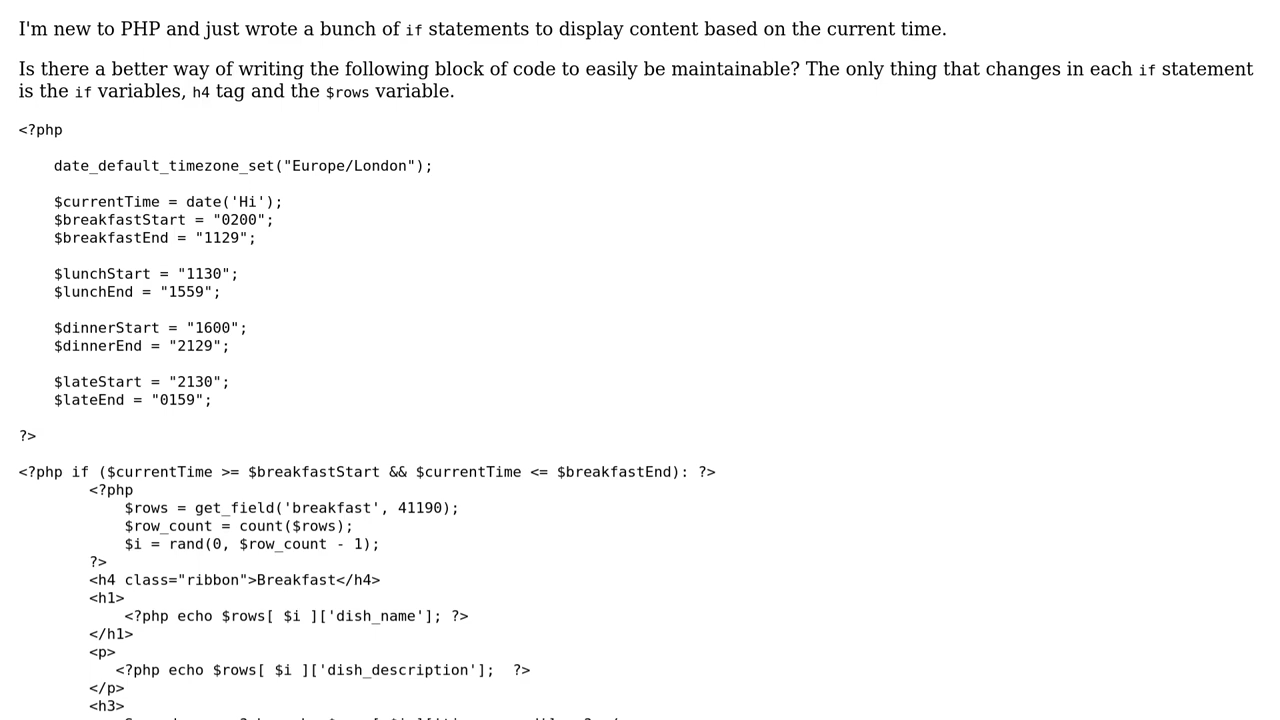 I'm new to PHP and just wrote a bunch of if statements to display content based on the current time.
Is there a better way of writing the following block of code to easily be maintainable? The only thing that changes in each if statement
is the if variables, h4 tag and the $rows variable.
<?php
date_default_timezone_set("Europe/London");
$currentTime = date('Hi');
$breakfastStart = "0200";
$breakfastEnd = "1129";
$lunchStart = "1130";
$lunchEnd = "1559";
$dinnerStart = "1600";
$dinnerEnd = "2129";
$lateStart = "2130";
$lateEnd = "0159";
?>
<?php if ($currentTime >= $breakfastStart && $currentTime <= $breakfastEnd): ?>
<?php
$rows = get_field('breakfast', 41190);
$row_count = count($rows);
$i = rand(0, $row_count - 1);
?>
<h4 class="ribbon">Breakfast</h4>
<h1>
<?php echo $rows[ $i ]['dish_name']; ?>
</h1>
<p>
<?php echo $rows[ $i ]['dish_description'];  ?>
</p>
<h3>